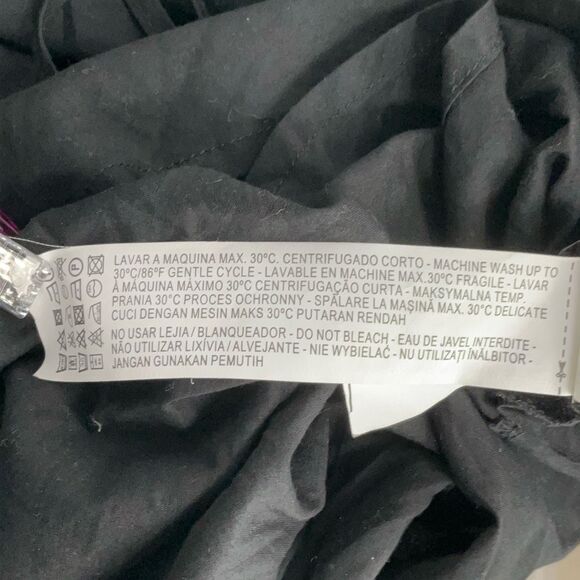 LAVAR A MAQUINA MAX. 30ºC. CENTRIFUGADO CORTO - MACHINE WASH UP TO
30ºC/86ºF GENTLE CYCLE - LAVABLE EN MACHINE MAX.30ºC FRAGILE - LAVAR
À MÁQUINA MÁXIMO 30ºC CENTRIFUGAÇÃO CURTA - MAKSYMALNA TEMP.
PRANIA 30ºC PROCES OCHRONNY - SPĂLARE LA MAŞINĂ MAX. 30ºC DELICATE
CUCI DENGAN MESIN MAKS 30ºC PUTARAN RENDAH
NO USAR LEJIA / BLANQUEADOR - DO NOT BLEACH - EAU DE JAVEL INTERDITE -
NÃO UTILIZAR LIXÍVIA / ALVEJANTE - NIE WYBIELAĆ - NU UTILIZAŢI ÎNĂLBITOR -
JANGAN GUNAKAN PEMUTIH